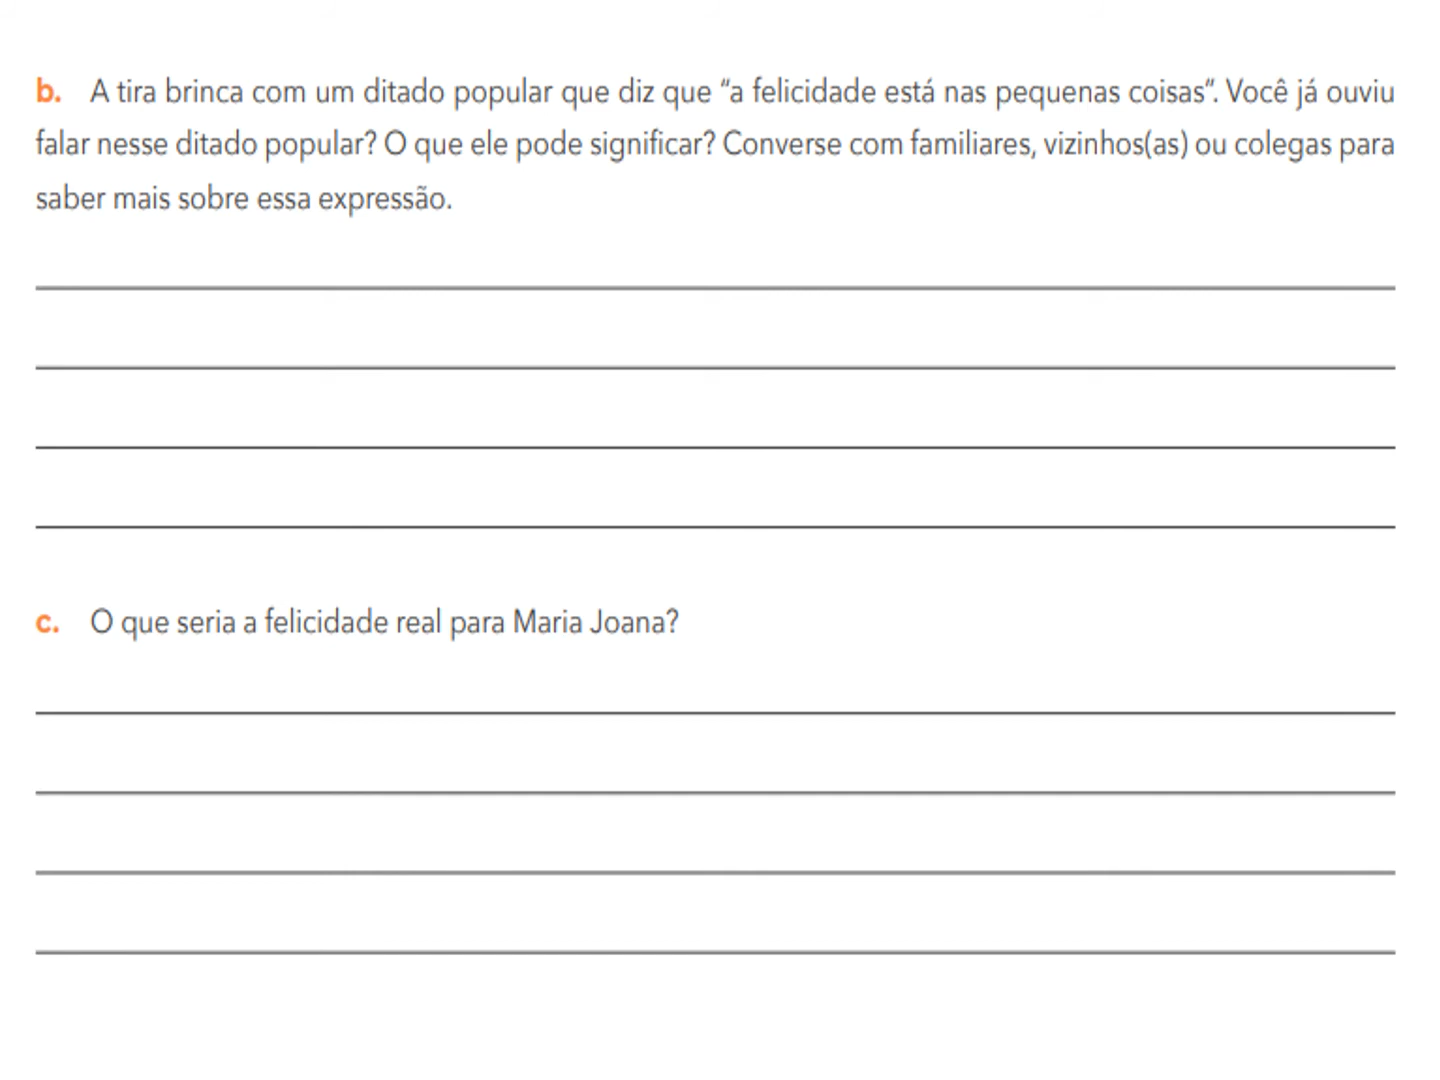 b. A tira brinca com um ditado popular que diz que “a felicidade está nas pequenas coisas”. Você já ouviu
falar nesse ditado popular? O que ele pode significar? Converse com familiares, vizinhos(as) ou colegas para
saber mais sobre essa expressão.
c. O que seria a felicidade real para Maria Joana?